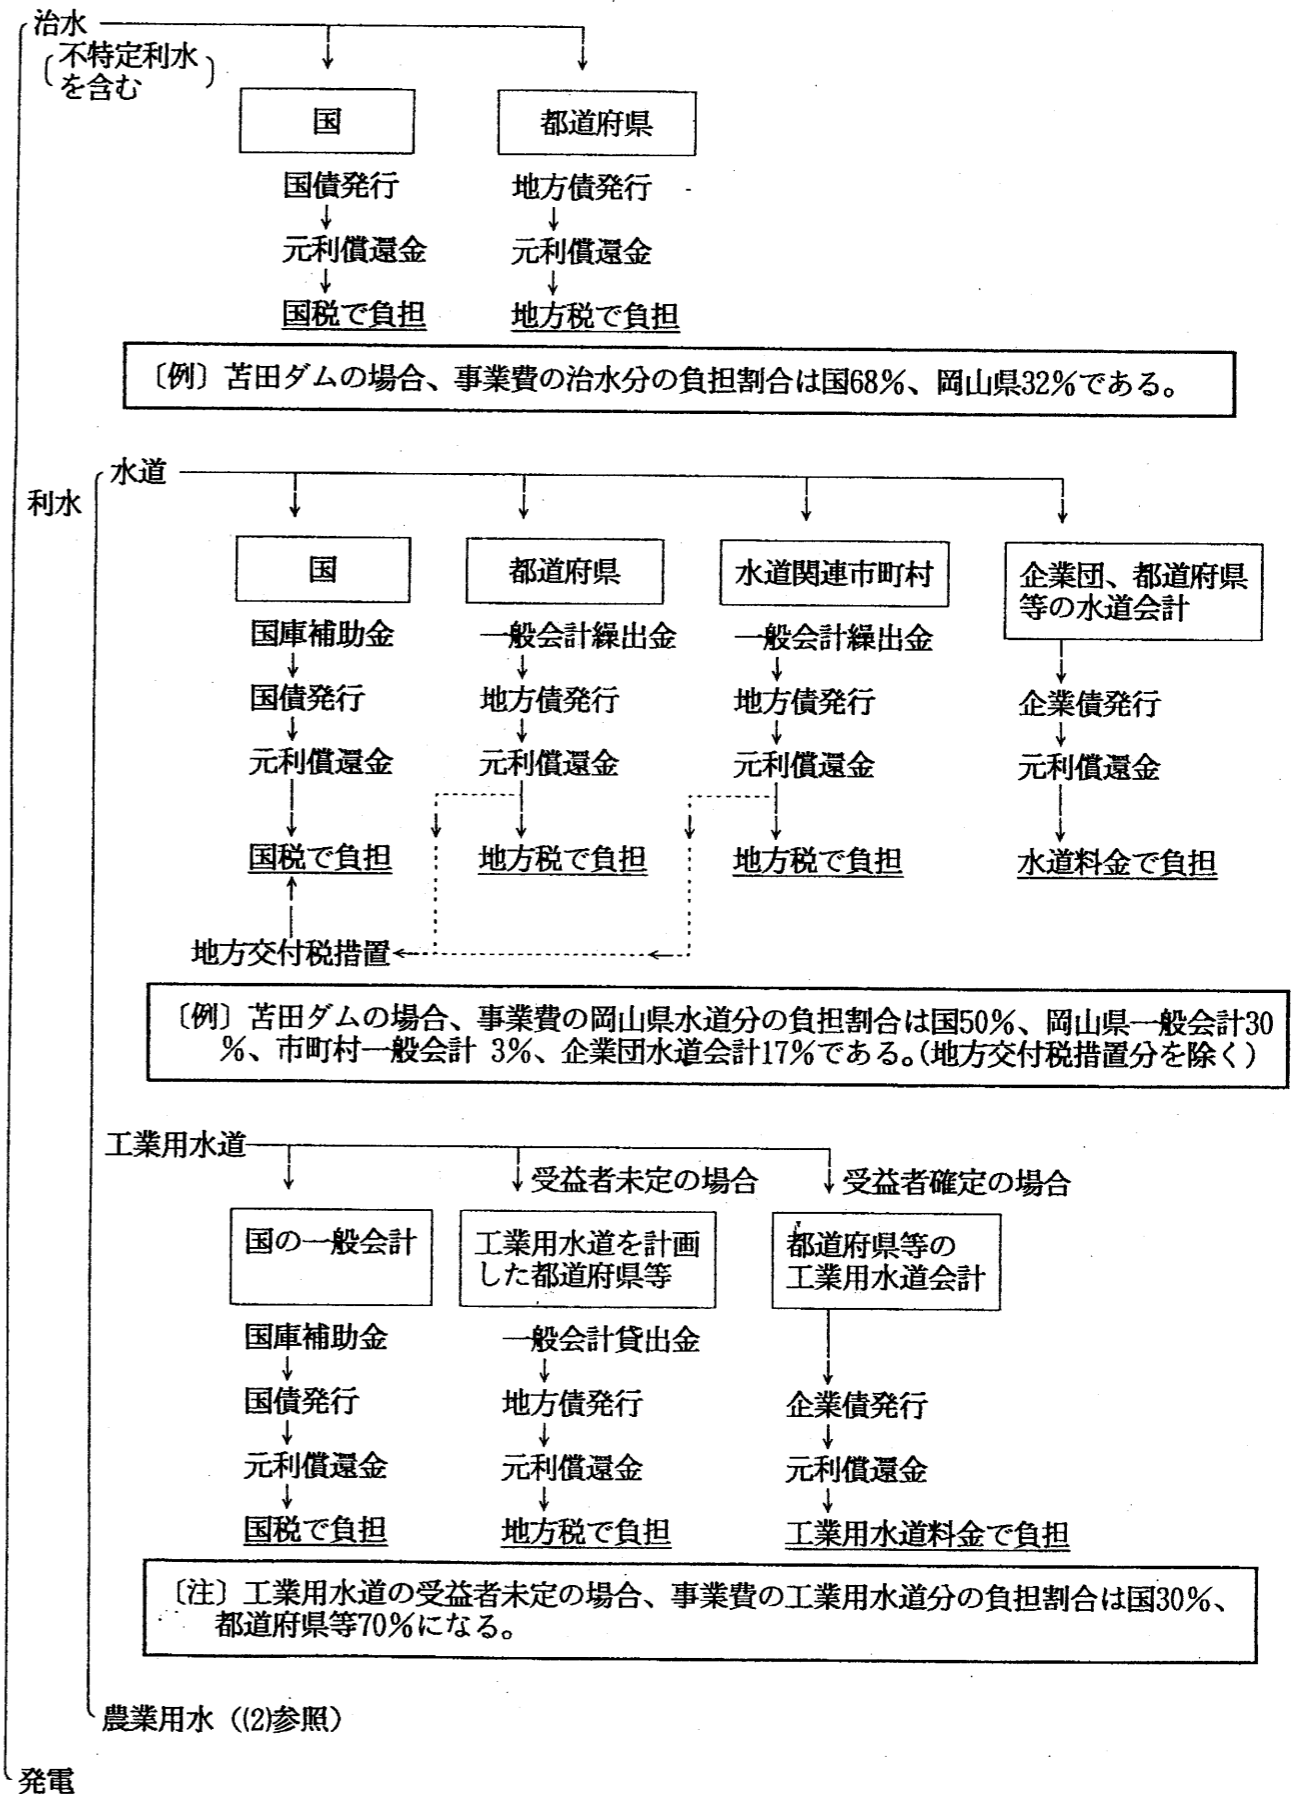 治水
〔不特定利水
を含む〕
国
都道府県
国債発行
地方債発行
元利償還金
元利償還金
国税で負担
地方税で負担
〔例〕苫田ダムの場合、事業費の治水分の負担割合は国68%、岡山県32%である。
利水
水道
国
都道府県
水道関連市町村
企業団、都道府県
等の水道会計
国庫補助金
一般会計繰出金
一般会計繰出金
国債発行
地方債発行
地方債発行
企業債発行
元利償還金
元利償還金
元利償還金
元利償還金
国税で負担
地方税で負担
地方税で負担
水道料金で負担
地方交付税措置
〔例〕苫田ダムの場合、事業費の岡山県水道分の負担割合は国50%、岡山県一般会計30
%、市町村一般会計 3%、企業団水道会計17%である。(地方交付税措置分を除く)
工業用水道
受益者未定の場合
受益者確定の場合
国の一般会計
工業用水道を計画
した都道府県等
都道府県等の
工業用水道会計
国庫補助金
一般会計貸出金
国債発行
地方債発行
企業債発行
元利償還金
元利償還金
元利償還金
国税で負担
地方税で負担
工業用水道料金で負担
〔注〕工業用水道の受益者未定の場合、事業費の工業用水道分の負担割合は国30%、
都道府県等70%になる。
農業用水((2)参照)
発電